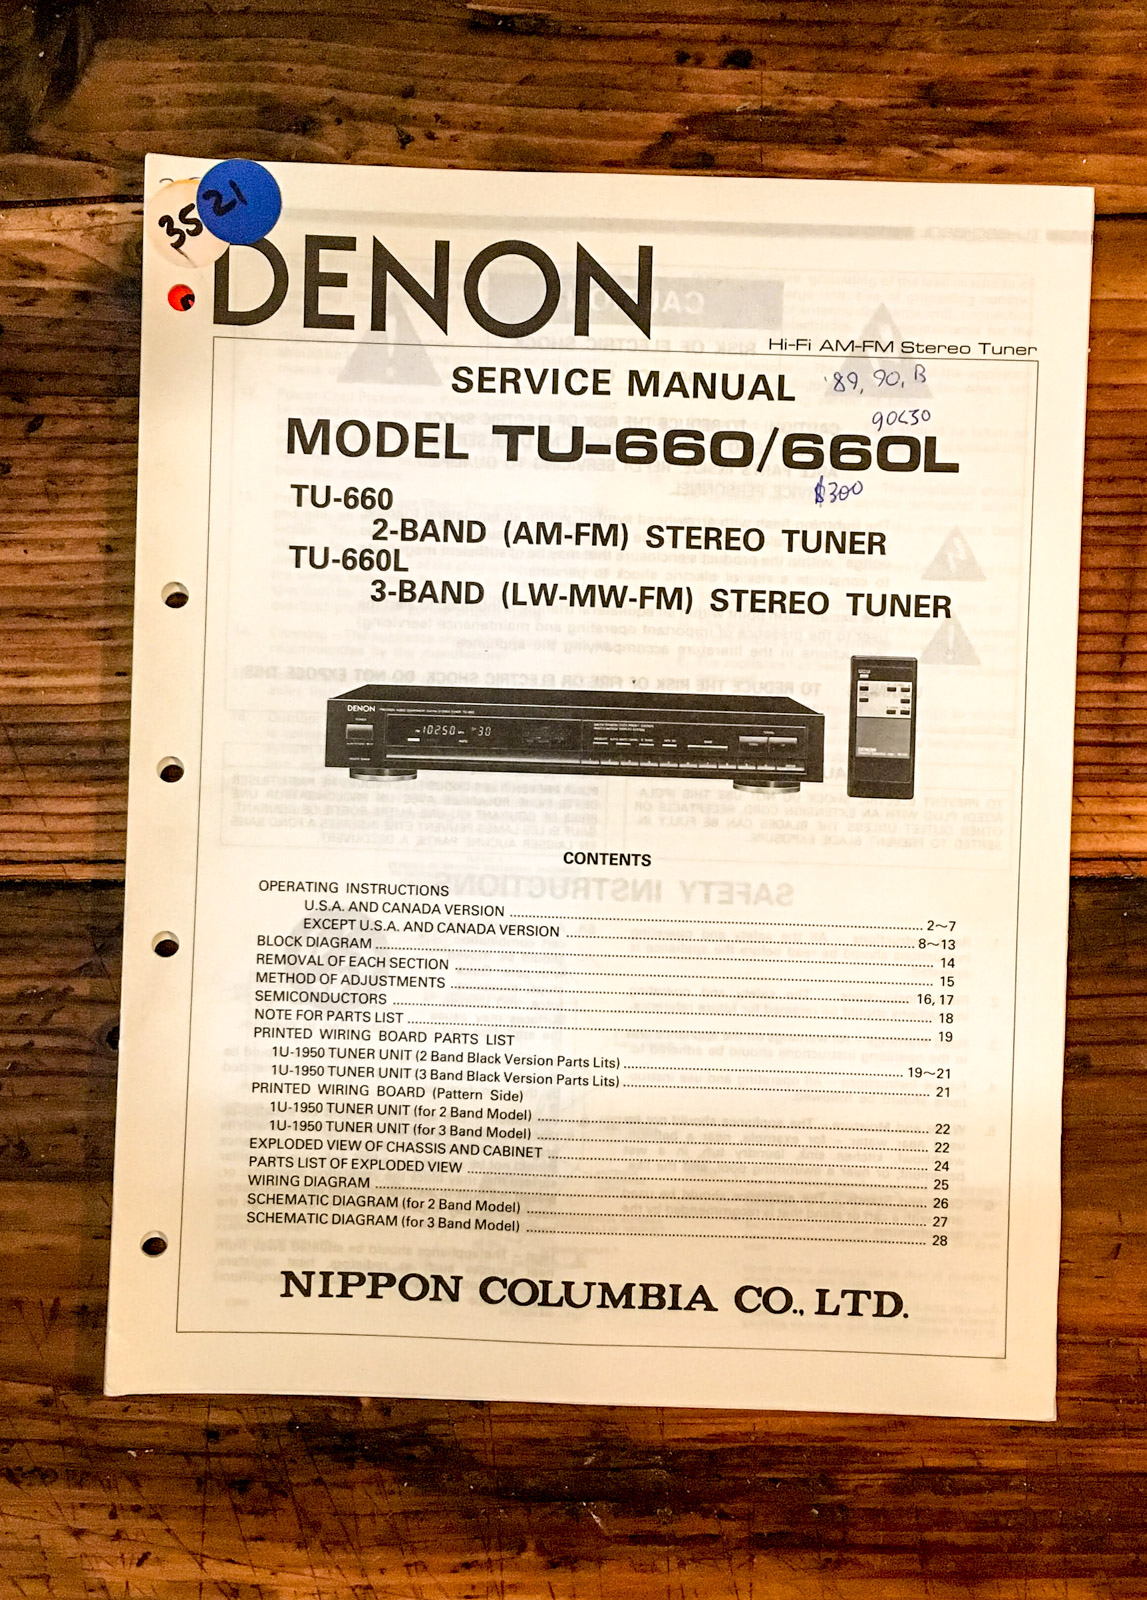 35 21
DENON
Hi-Fi AM-FM Stereo Tuner
SERVICE MANUAL '89, 90, B
90<30
MODEL TU-660/660L
$300
TU-660
2-BAND (AM-FM) STEREO TUNER
TU-660L
3-BAND (LW-MW-FM) STEREO TUNER
DENON
10250 30
CONTENTS
OPERATING INSTRUCTIONS
U.S.A. AND CANADA VERSION 2~7
EXCEPT U.S.A. AND CANADA VERSION 8~13
BLOCK DIAGRAM 14
REMOVAL OF EACH SECTION 15
METHOD OF ADJUSTMENTS 16, 17
SEMICONDUCTORS 18
NOTE FOR PARTS LIST 19
PRINTED WIRING BOARD PARTS LIST
1U-1950 TUNER UNIT (2 Band Black Version Parts Lits) 19~21
1U-1950 TUNER UNIT (3 Band Black Version Parts Lits) 21
PRINTED WIRING BOARD (Pattern Side)
1U-1950 TUNER UNIT (for 2 Band Model) 22
1U-1950 TUNER UNIT (for 3 Band Model) 22
EXPLODED VIEW OF CHASSIS AND CABINET 24
PARTS LIST OF EXPLODED VIEW 25
WIRING DIAGRAM 26
SCHEMATIC DIAGRAM (for 2 Band Model) 27
SCHEMATIC DIAGRAM (for 3 Band Model) 28
NIPPON COLUMBIA CO., LTD.